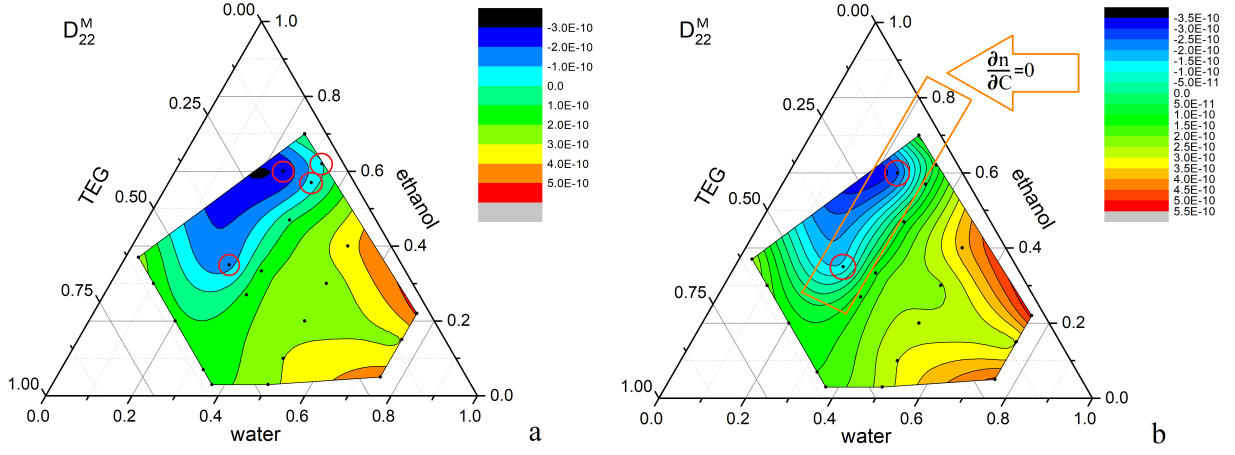 D₂₂ᴹ
0.00
1.0
0.25
0.8
TEG
0.50
0.6
ethanol
0.4
0.75
0.2
1.00
0.0
0.0
0.2
0.4
0.6
0.8
1.0
water
a
-3.0E-10
-2.0E-10
-1.0E-10
0.0
1.0E-10
2.0E-10
3.0E-10
4.0E-10
5.0E-10
D₂₂ᴹ
0.00
1.0
∂n/∂C=0
0.25
0.8
TEG
0.50
0.6
ethanol
0.4
0.75
0.2
1.00
0.0
0.0
0.2
0.4
0.6
0.8
1.0
water
b
-3.5E-10
-2.5E-10
-2.0E-10
-1.5E-10
-1.0E-10
-5.0E-11
0.0
5.0E-11
1.0E-10
1.5E-10
2.0E-10
2.5E-10
3.0E-10
3.5E-10
4.0E-10
4.5E-10
5.0E-10
5.5E-10